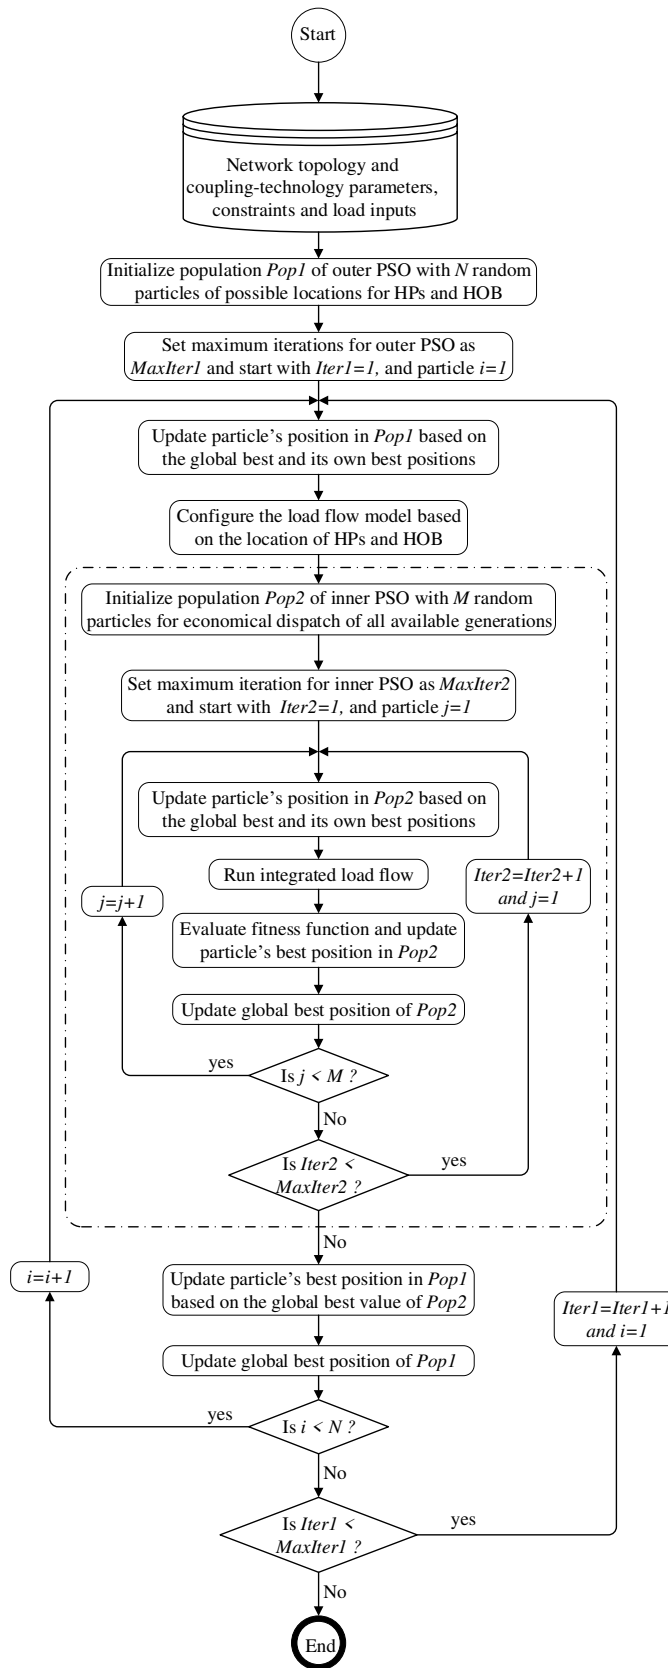 Start
Network topology and
coupling-technology parameters,
constraints and load inputs
Initialize population Pop1 of outer PSO with N random
particles of possible locations for HPs and HOB
Set maximum iterations for outer PSO as
MaxIter1 and start with Iter1=1, and particle i=1
Update particle's position in Pop1 based on
the global best and its own best positions
Configure the load flow model based
on the location of HPs and HOB
Initialize population Pop2 of inner PSO with M random
particles for economical dispatch of all available generations
Set maximum iteration for inner PSO as MaxIter2
and start with Iter2=1, and particle j=1
Update particle's position in Pop2 based on
the global best and its own best positions
Run integrated load flow
j=j+1
Iter2=Iter2+1
and j=1
Evaluate fitness function and update
particle's best position in Pop2
Update global best position of Pop2
yes
Is j < M ?
No
Is Iter2 <
MaxIter2 ?
yes
No
i=i+1
Update particle's best position in Pop1
based on the global best value of Pop2
Iter1=Iter1+1
and i=1
Update global best position of Pop1
yes
Is i < N ?
No
Is Iter1 <
MaxIter1 ?
yes
No
End